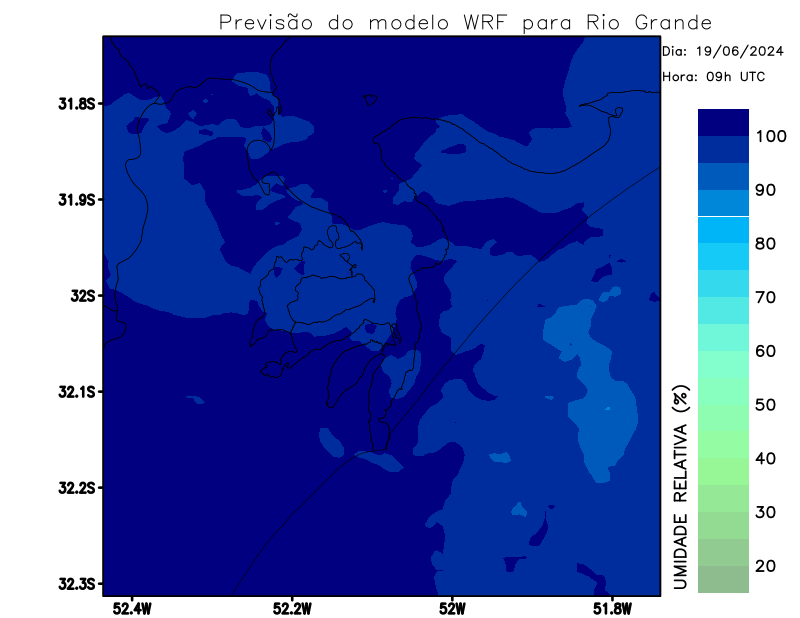 Previsão do modelo WRF para Rio Grande
Dia: 19/06/2024
Hora: 09h UTC
31.8S
31.9S
32S
32.1S
32.2S
32.3S
52.4W
52.2W
52W
51.8W
UMIDADE RELATIVA (%)
100
90
80
70
60
50
40
30
20